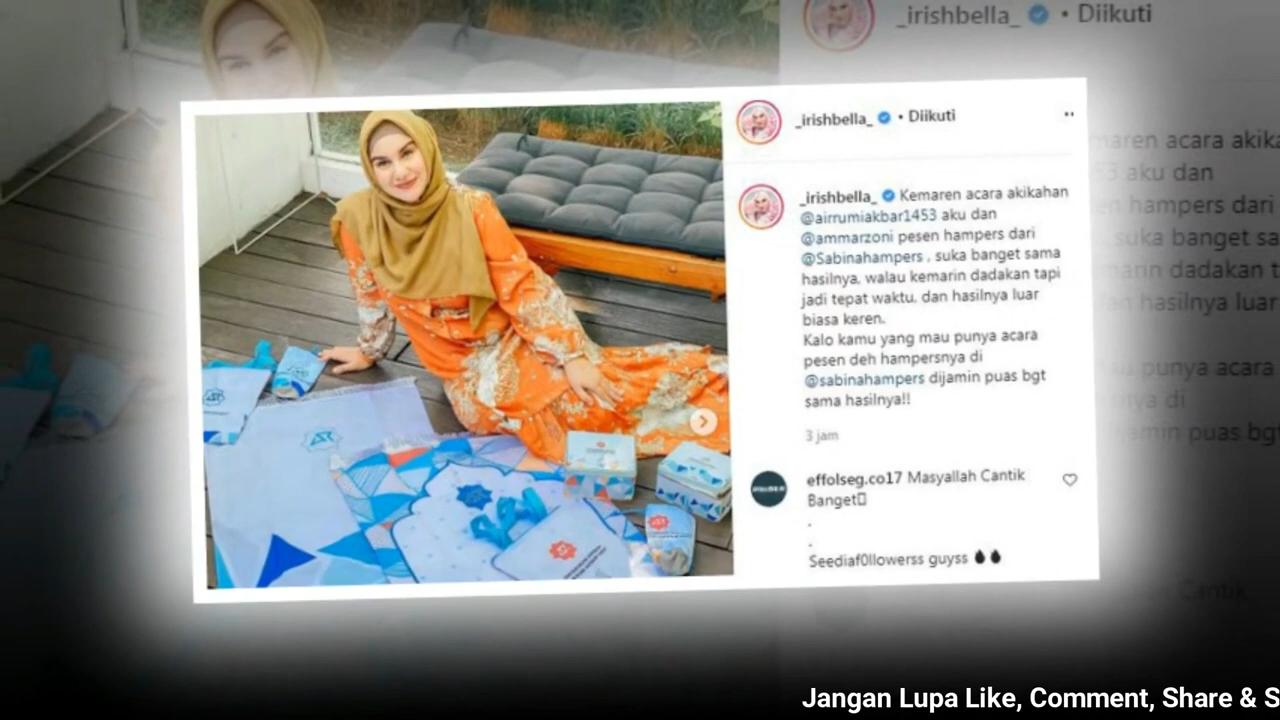 _irishbella_ • Diikuti
_irishbella_ • Diikuti
_irishbella_ Kemaren acara akikahan
@airrumiakbar1453 aku dan
@ammarzoni pesen hampers dari
@Sabinahampers , suka banget sama
hasilnya, walau kemarin dadakan tapi
jadi tepat waktu, dan hasilnya luar
biasa keren.
Kalo kamu yang mau punya acara
pesen deh hampersnya di
@sabinahampers dijamin puas bgt
sama hasilnya!!
3 jam
effolseg.co17 Masyallah Cantik
Banget
.
.
Seediaf0llowerss guyss
Jangan Lupa Like, Comment, Share & S